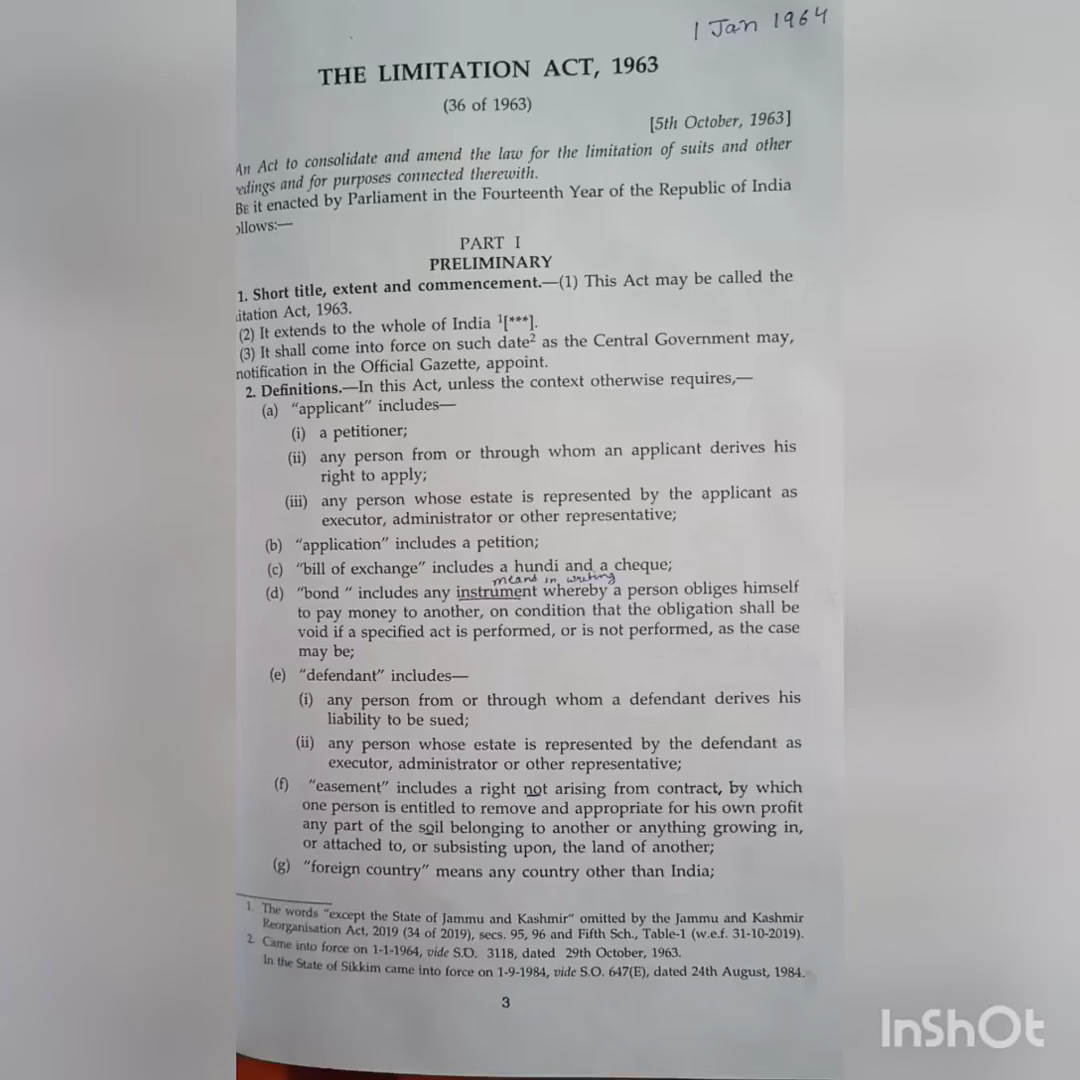 1 Jan 1964
THE LIMITATION ACT, 1963
(36 of 1963)
[5th October, 1963]
An Act to consolidate and amend the law for the limitation of suits and other
edings and for purposes connected therewith.
BE it enacted by Parliament in the Fourteenth Year of the Republic of India
ollows:—
PART I
PRELIMINARY
1. Short title, extent and commencement.—(1) This Act may be called the
itation Act, 1963.
(2) It extends to the whole of India ¹[***].
(3) It shall come into force on such date² as the Central Government may,
notification in the Official Gazette, appoint.
2. Definitions.—In this Act, unless the context otherwise requires,—
(a) "applicant" includes—
(i) a petitioner;
(ii) any person from or through whom an applicant derives his
right to apply;
(iii) any person whose estate is represented by the applicant as
executor, administrator or other representative;
(b) "application" includes a petition;
(c) "bill of exchange" includes a hundi and a cheque;
means in writing
(d) "bond " includes any instrument whereby a person obliges himself
to pay money to another, on condition that the obligation shall be
void if a specified act is performed, or is not performed, as the case
may be;
(e) "defendant" includes—
(i) any person from or through whom a defendant derives his
liability to be sued;
(ii) any person whose estate is represented by the defendant as
executor, administrator or other representative;
(f) "easement" includes a right not arising from contract, by which
one person is entitled to remove and appropriate for his own profit
any part of the soil belonging to another or anything growing in,
or attached to, or subsisting upon, the land of another;
(g) "foreign country" means any country other than India;
1. The words "except the State of Jammu and Kashmir" omitted by the Jammu and Kashmir
Reorganisation Act, 2019 (34 of 2019), secs. 95, 96 and Fifth Sch., Table-1 (w.e.f. 31-10-2019).
2. Came into force on 1-1-1964, vide S.O. 3118, dated 29th October, 1963.
In the State of Sikkim came into force on 1-9-1984, vide S.O. 647(E), dated 24th August, 1984.
3
InShOt